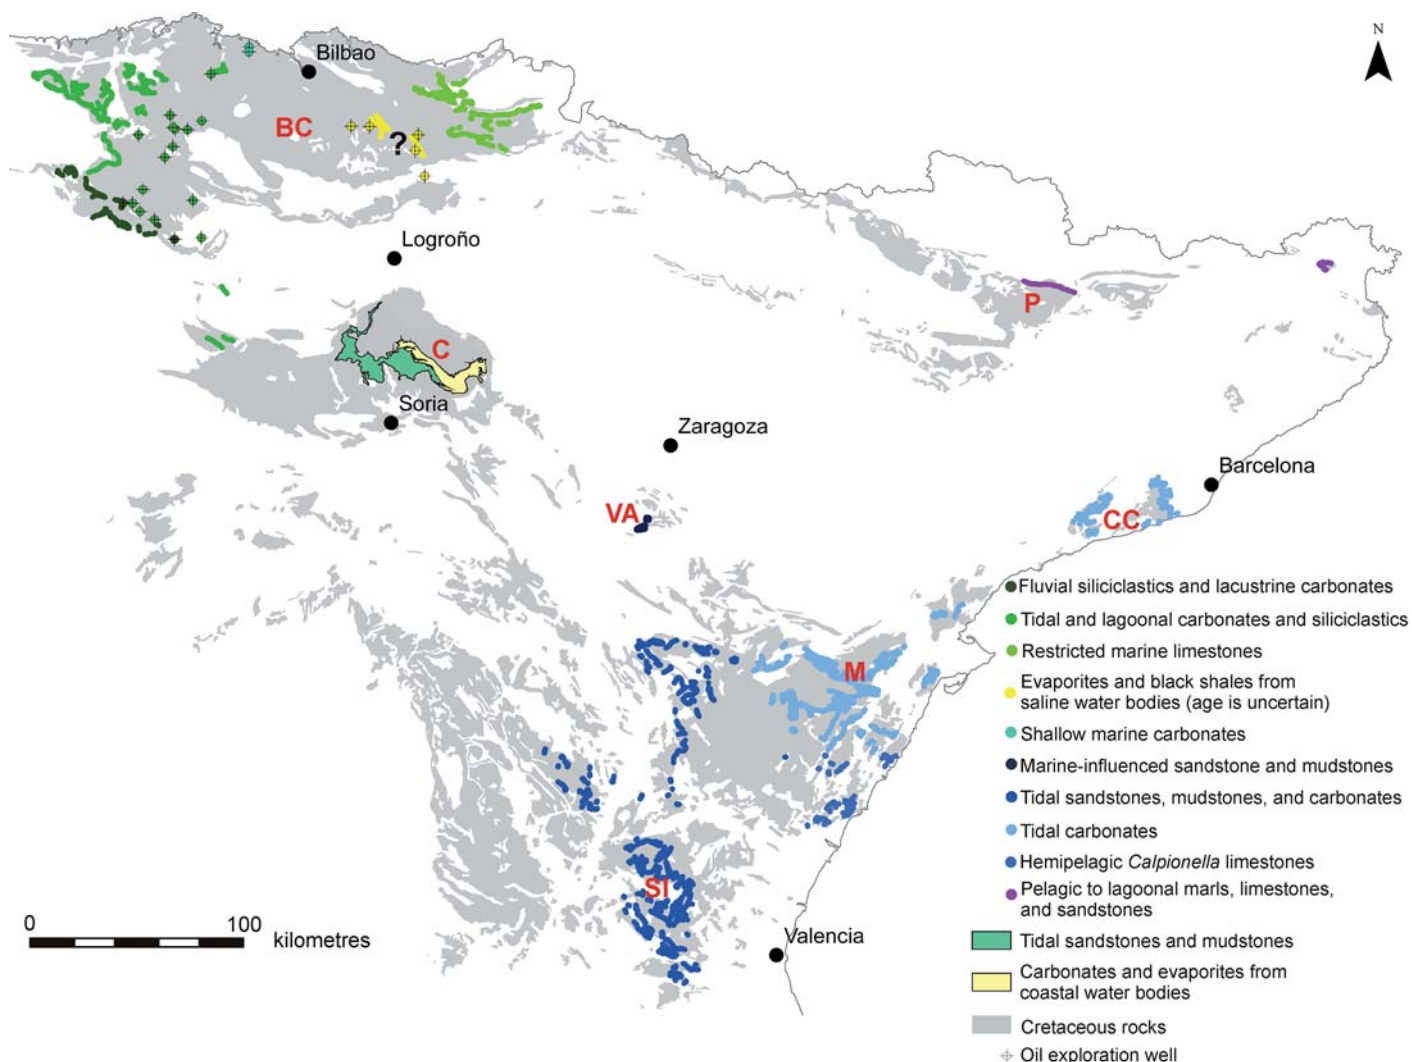 N
Bilbao
BC
?
Logroño
P
C
Soria
Zaragoza
Barcelona
VA
CC
Fluvial siliciclastics and lacustrine carbonates
Tidal and lagoonal carbonates and siliciclastics
Restricted marine limestones
M
Evaporites and black shales from
saline water bodies (age is uncertain)
Shallow marine carbonates
Marine-influenced sandstone and mudstones
Tidal sandstones, mudstones, and carbonates
Tidal carbonates
Hemipelagic Calpionella limestones
SI
Pelagic to lagoonal marls, limestones,
and sandstones
0 100
kilometres
Valencia
Tidal sandstones and mudstones
Carbonates and evaporites from
coastal water bodies
Cretaceous rocks
Oil exploration well